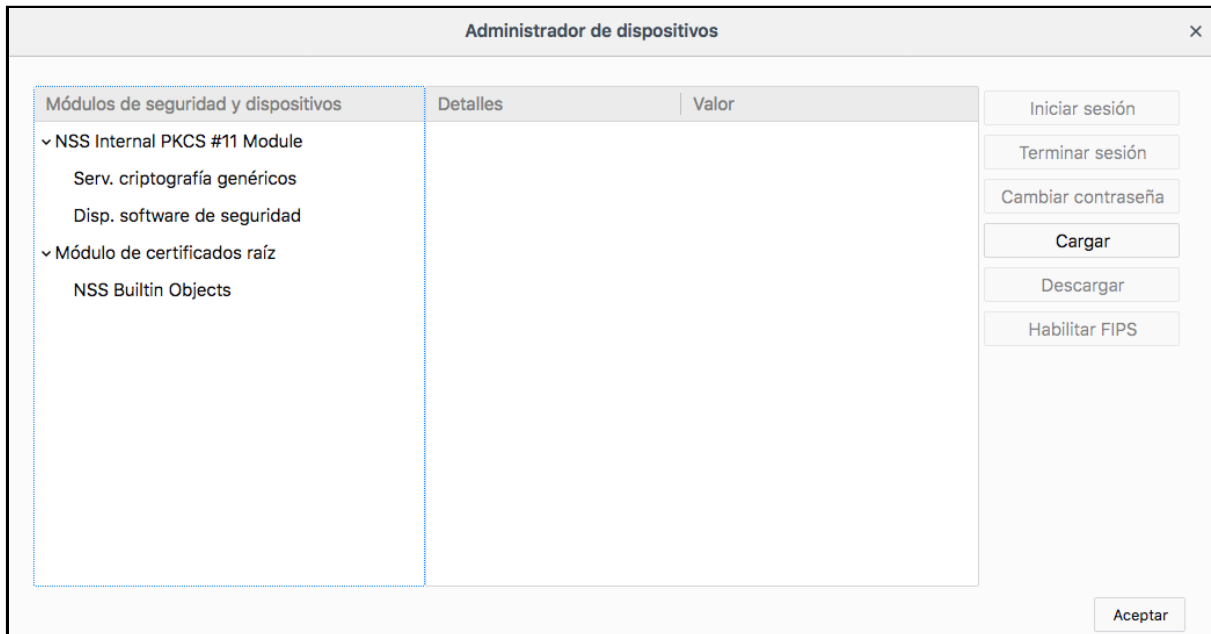 Administrador de dispositivos
Módulos de seguridad y dispositivos
Detalles
Valor
NSS Internal PKCS #11 Module
Serv. criptografía genéricos
Disp. software de seguridad
Módulo de certificados raíz
NSS Builtin Objects
Iniciar sesión
Terminar sesión
Cambiar contraseña
Cargar
Descargar
Habilitar FIPS
Aceptar